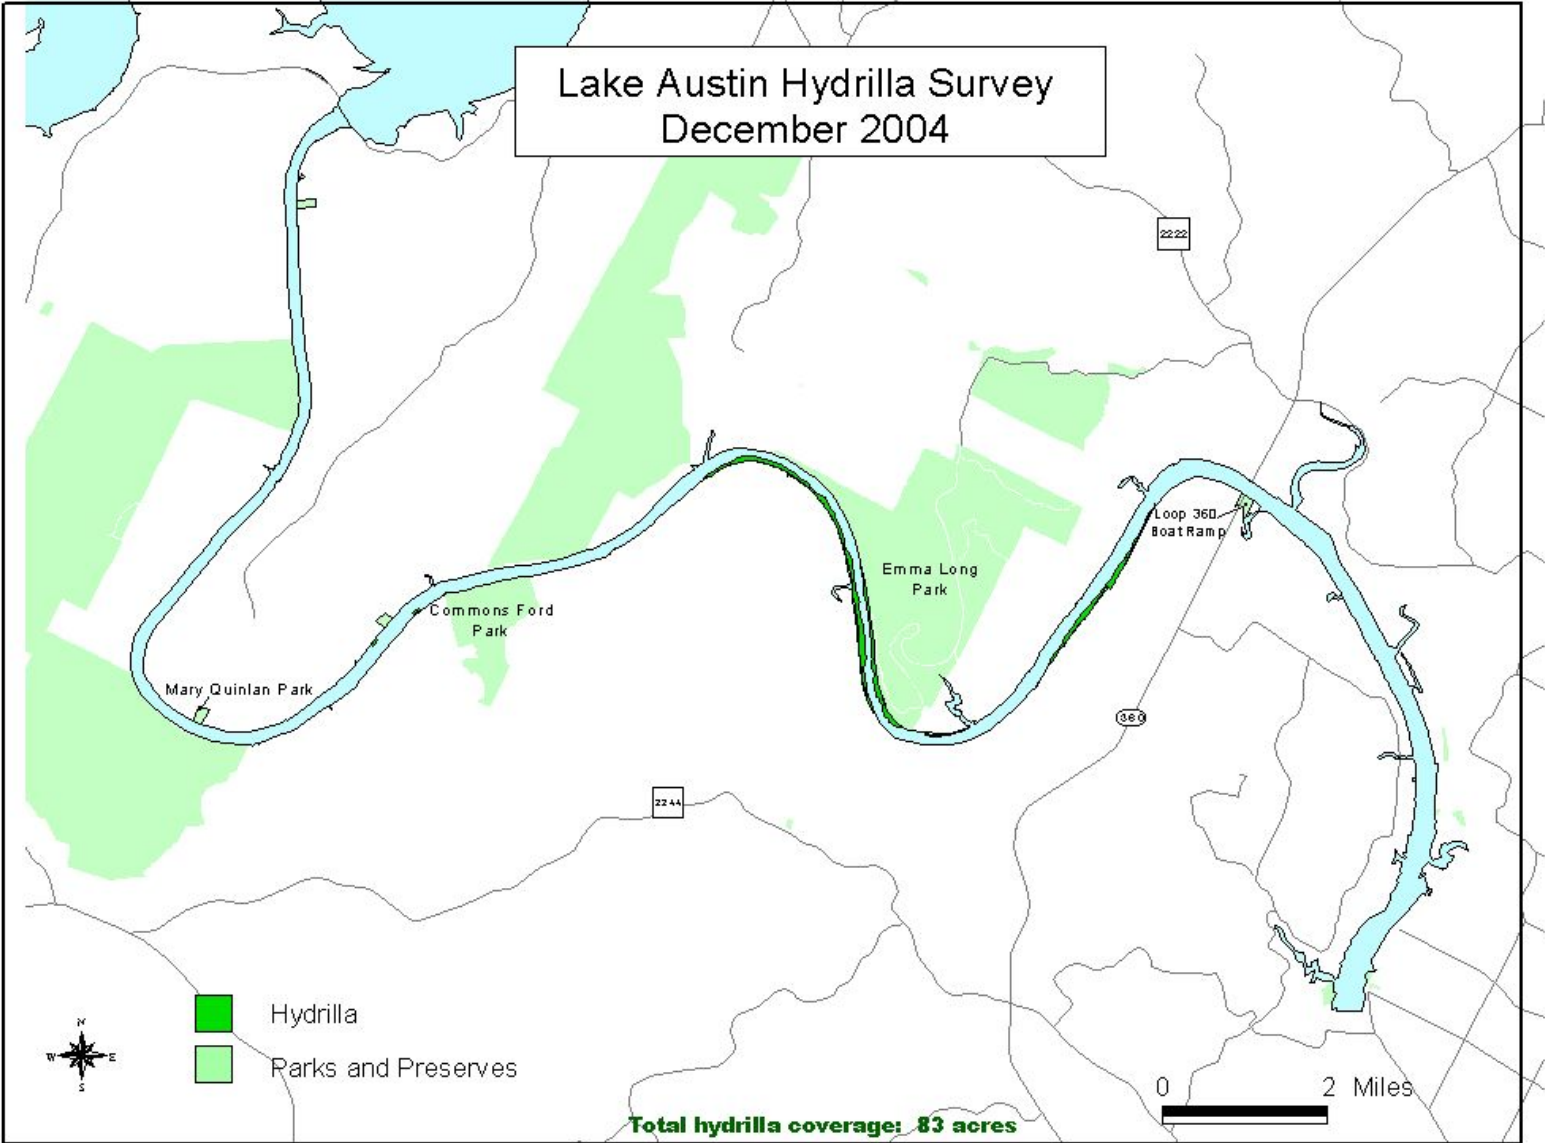 Lake Austin Hydrilla Survey
December 2004
2222
Loop 360
Boat Ramp
Emma Long
Park
Commons Ford
Park
Mary Quinlan Park
360
2244
Hydrilla
Parks and Preserves
N
W
E
S
0 2 Miles
Total hydrilla coverage: 83 acres